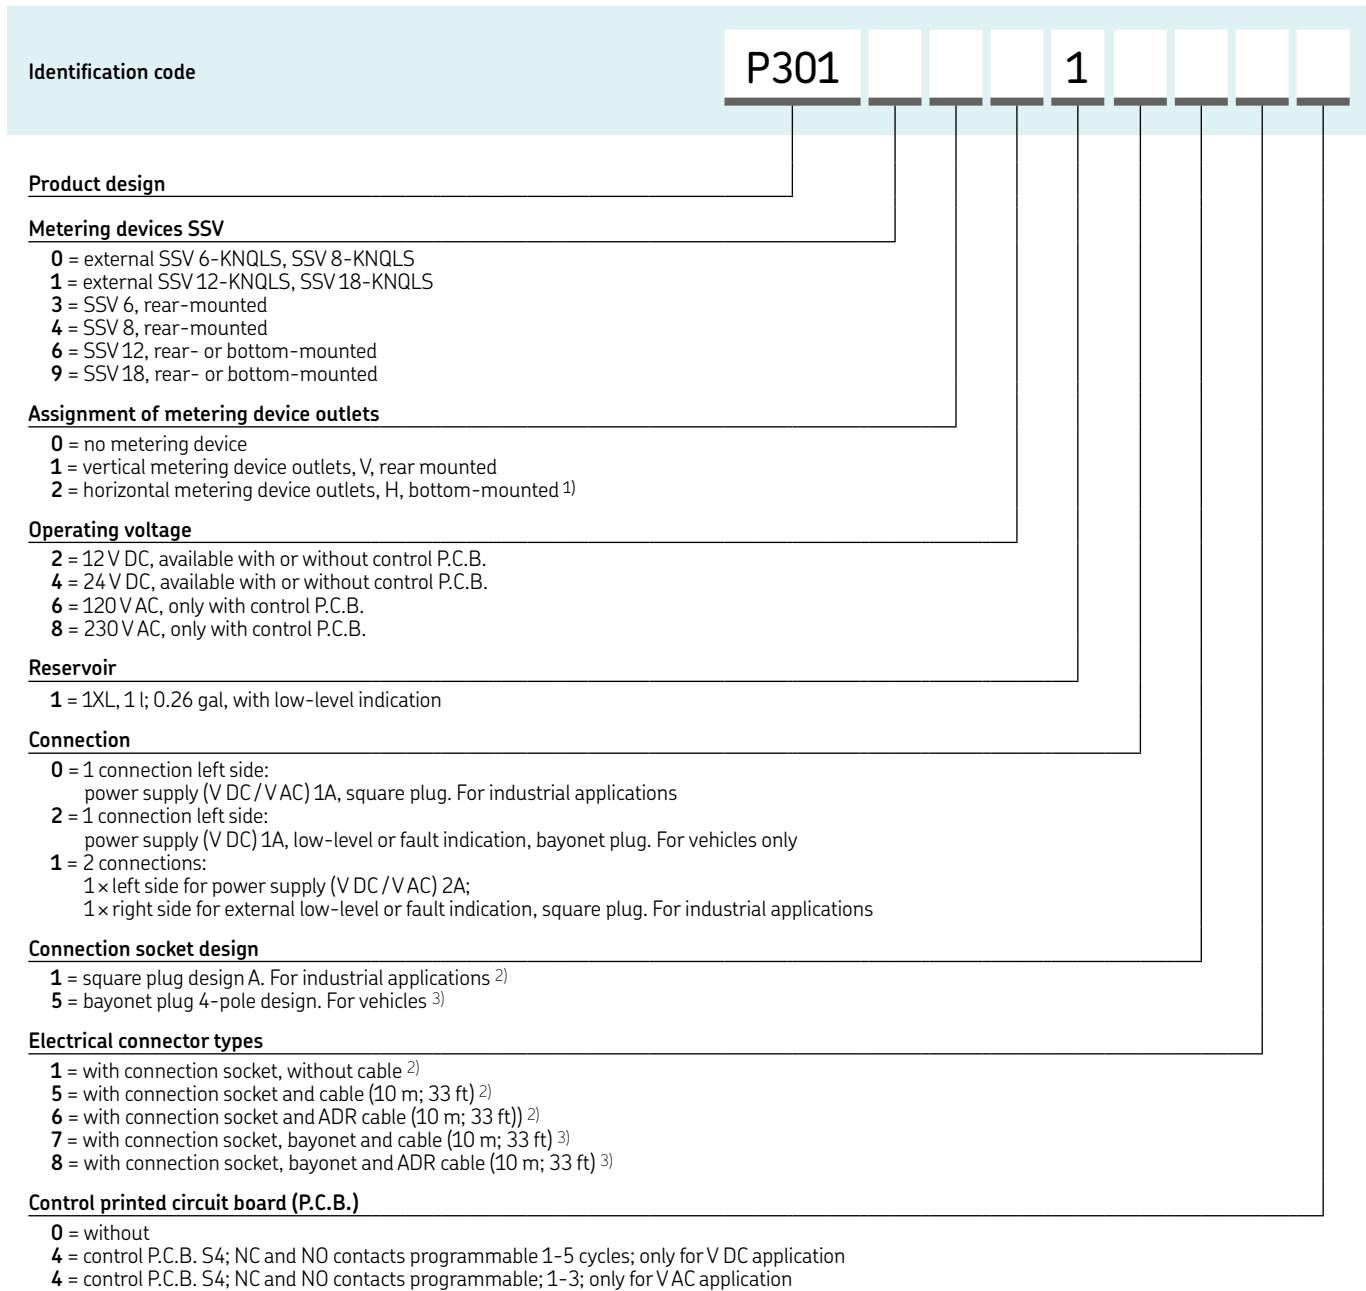 Identification code P301 1
Product design
Metering devices SSV
0 = external SSV 6-KNQLS, SSV 8-KNQLS
1 = external SSV 12-KNQLS, SSV 18-KNQLS
3 = SSV 6, rear-mounted
4 = SSV 8, rear-mounted
6 = SSV 12, rear- or bottom-mounted
9 = SSV 18, rear- or bottom-mounted
Assignment of metering device outlets
0 = no metering device
1 = vertical metering device outlets, V, rear mounted
2 = horizontal metering device outlets, H, bottom-mounted 1)
Operating voltage
2 = 12 V DC, available with or without control P.C.B.
4 = 24 V DC, available with or without control P.C.B.
6 = 120 V AC, only with control P.C.B.
8 = 230 V AC, only with control P.C.B.
Reservoir
1 = 1XL, 1 l; 0.26 gal, with low-level indication
Connection
0 = 1 connection left side:
power supply (V DC / V AC) 1A, square plug. For industrial applications
2 = 1 connection left side:
power supply (V DC) 1A, low-level or fault indication, bayonet plug. For vehicles only
1 = 2 connections:
1 × left side for power supply (V DC / V AC) 2A;
1 × right side for external low-level or fault indication, square plug. For industrial applications
Connection socket design
1 = square plug design A. For industrial applications 2)
5 = bayonet plug 4-pole design. For vehicles 3)
Electrical connector types
1 = with connection socket, without cable 2)
5 = with connection socket and cable (10 m; 33 ft) 2)
6 = with connection socket and ADR cable (10 m; 33 ft)) 2)
7 = with connection socket, bayonet and cable (10 m; 33 ft) 3)
8 = with connection socket, bayonet and ADR cable (10 m; 33 ft) 3)
Control printed circuit board (P.C.B.)
0 = without
4 = control P.C.B. S4; NC and NO contacts programmable 1-5 cycles; only for V DC application
4 = control P.C.B. S4; NC and NO contacts programmable; 1-3; only for V AC application